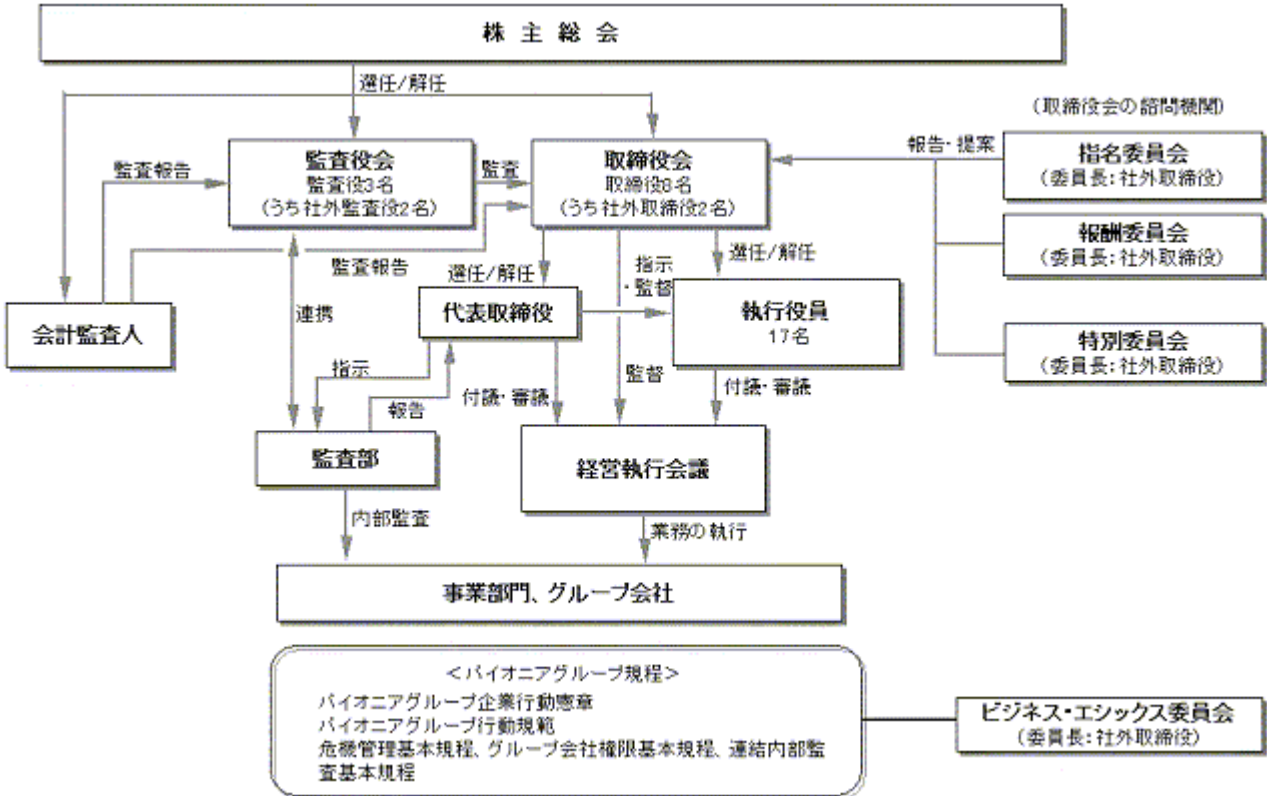 株主総会
選任/解任
(取締役会の諮問機関)
監査役会
監査役3名
(うち社外監査役2名)
監査
取締役会
取締役8名
(うち社外取締役2名)
報告・提案
指名委員会
(委員長:社外取締役)
監査報告
報酬委員会
(委員長:社外取締役)
監査報告
選任/解任
指示
・監督
選任/解任
会計監査人
連携
代表取締役
執行役員
17名
特別委員会
(委員長:社外取締役)
指示
報告
付議・審議
監督
付議・審議
監査部
経営執行会議
内部監査
業務の執行
事業部門、グループ会社
<パイオニアグループ規程>
パイオニアグループ企業行動憲章
パイオニアグループ行動規範
危機管理基本規程、グループ会社権限基本規程、連結内部監
査基本規程
ビジネス・エシックス委員会
(委員長:社外取締役)